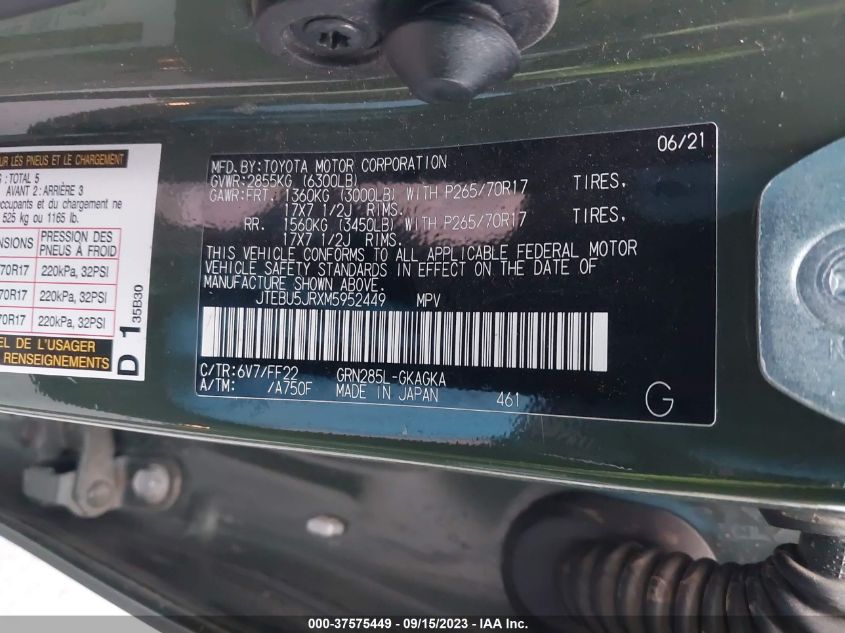 UR LES PNEUS ET LE CHARGEMENT
: TOTAL 5
AVANT 2: ARRIÈRE 3
occupants et du chargement ne
525 kg ou 1165 lb.
NSIONS
PRESSION DES PNEUS À FROID
70R17 220kPa, 32PSI
70R17 220kPa, 32PSI
70R17 220kPa, 32PSI
EL DE L'USAGER
RENSEIGNEMENTS
D 1 35B30
06/21
MFD. BY: TOYOTA MOTOR CORPORATION
GVWR: 2855KG (6300LB)
GAWR: FRT. 1360KG (3000LB) WITH P265/70R17 TIRES,
17X7 1/2J RIMS.
RR. 1560KG (3450LB) WITH P265/70R17 TIRES,
17X7 1/2J RIMS.
THIS VEHICLE CONFORMS TO ALL APPLICABLE FEDERAL MOTOR
VEHICLE SAFETY STANDARDS IN EFFECT ON THE DATE OF
MANUFACTURE SHOWN ABOVE.
JTEBU5JRXM5952449 MPV
C/TR: 6V7/FF22 GRN285L-GKAGKA
A/TM: /A750F MADE IN JAPAN 461
G
000-37575449 - 09/15/2023 - IAA Inc.